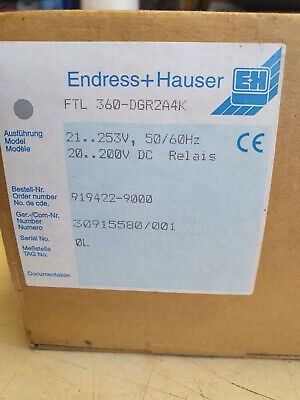 Endress+Hauser
EH
FTL 360-DGR2A4K
Ausführung
Model
Modèle
21..253V, 50/60Hz
20..200V DC Relais
CE
Bestell-Nr.
Order number
No. de cde.
919422-9000
Ger.-/Com-Nr.
Number
Numero
30915580/001
Serial No.
0L
Meßstelle
TAG No.
Documentation